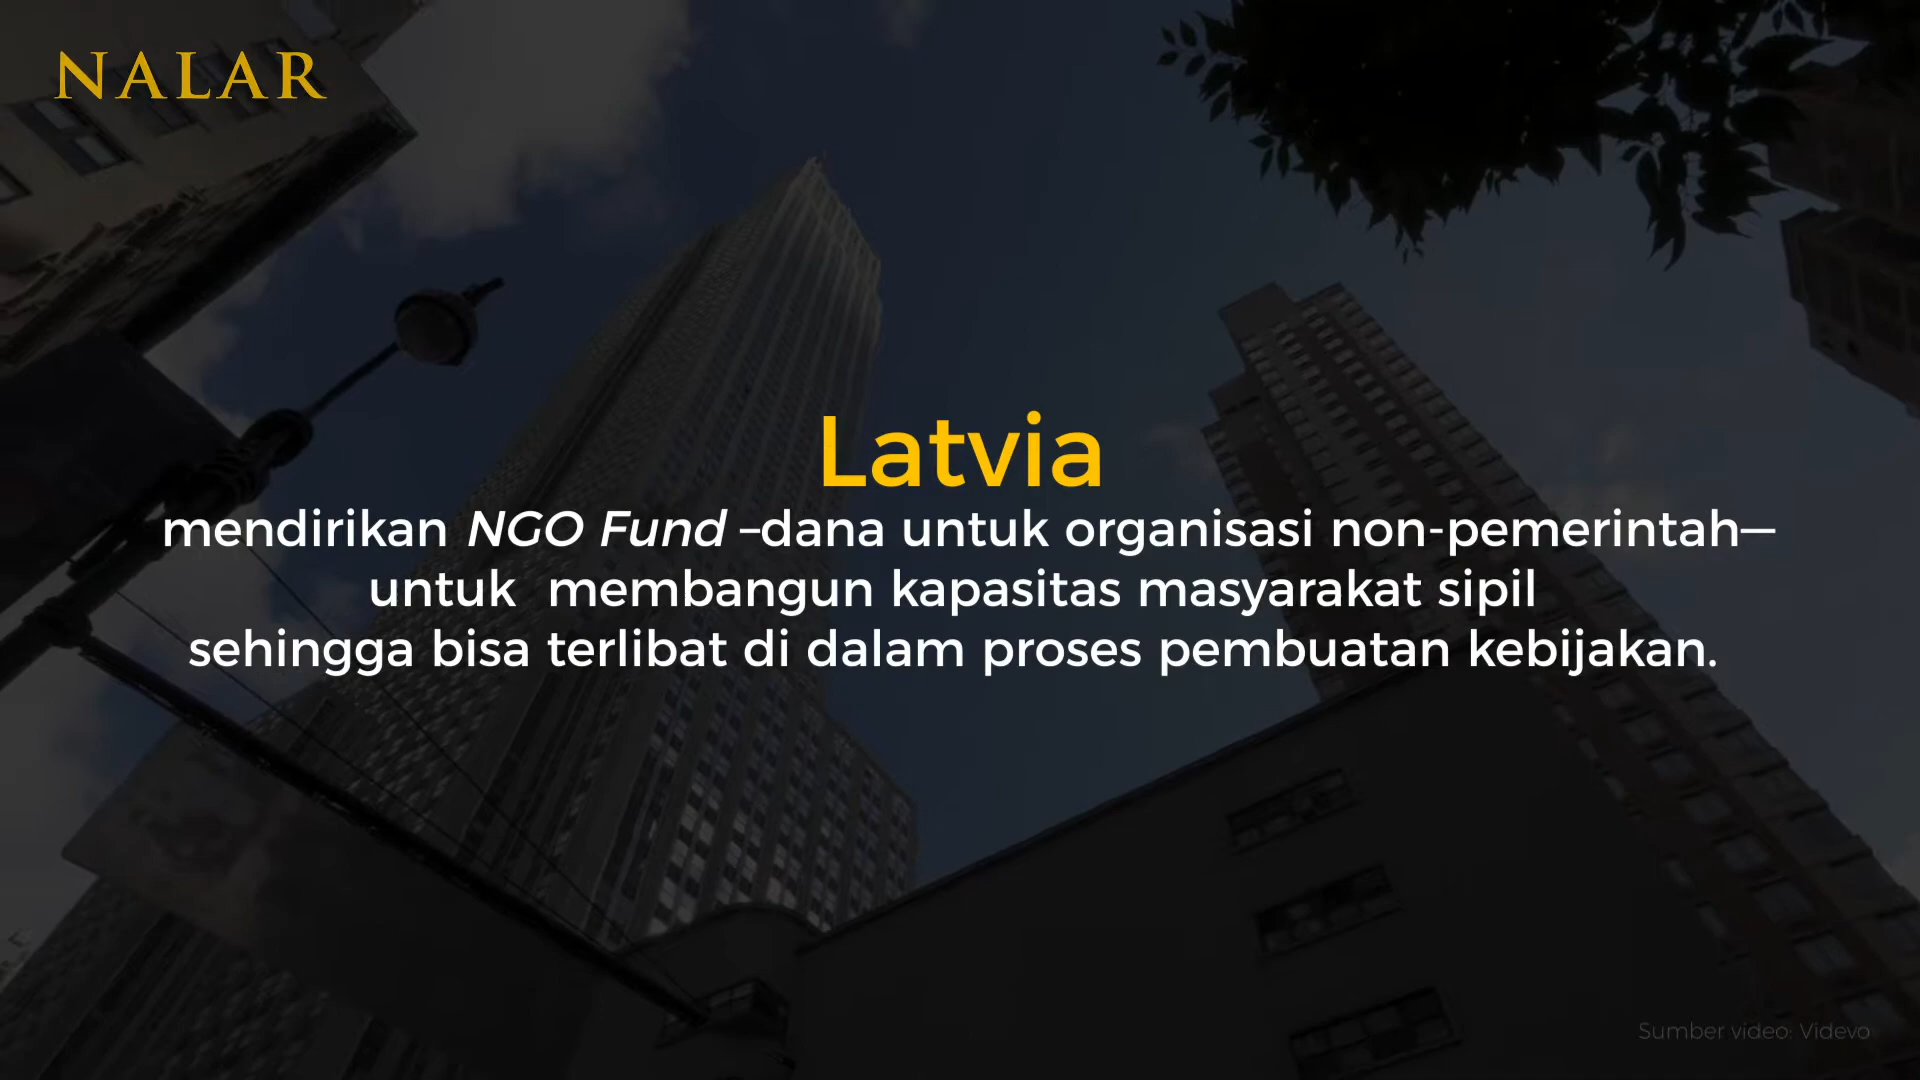 NALAR
Latvia
mendirikan NGO Fund –dana untuk organisasi non-pemerintah—
untuk membangun kapasitas masyarakat sipil
sehingga bisa terlibat di dalam proses pembuatan kebijakan.
Sumber video: Videvo